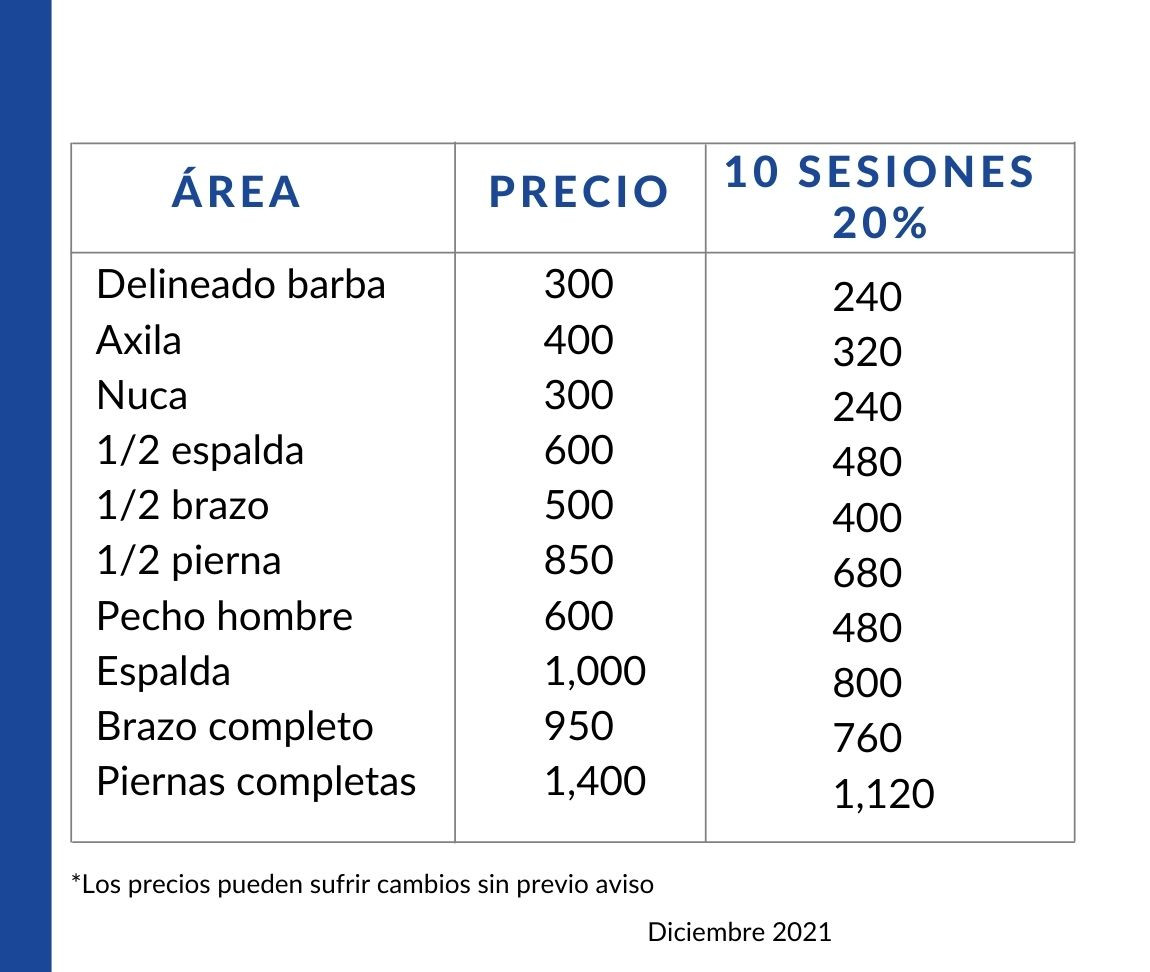 ÁREA PRECIO 10 SESIONES
20%
Delineado barba 300 240
Axila 400 320
Nuca 300 240
1/2 espalda 600 480
1/2 brazo 500 400
1/2 pierna 850 680
Pecho hombre 600 480
Espalda 1,000 800
Brazo completo 950 760
Piernas completas 1,400 1,120
*Los precios pueden sufrir cambios sin previo aviso
Diciembre 2021